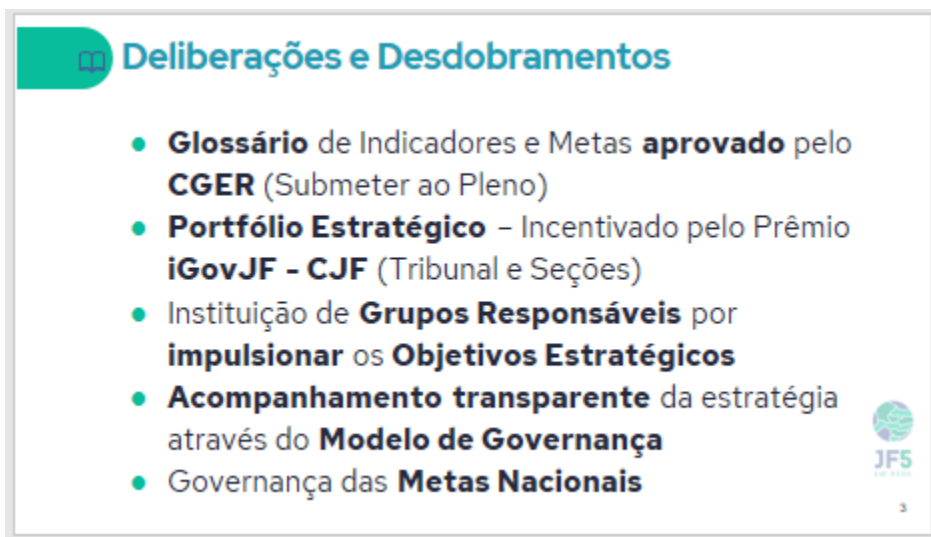 Deliberações e Desdobramentos
● Glossário de Indicadores e Metas aprovado pelo
CGER (Submeter ao Pleno)
● Portfólio Estratégico – Incentivado pelo Prêmio
iGovJF - CJF (Tribunal e Seções)
● Instituição de Grupos Responsáveis por
impulsionar os Objetivos Estratégicos
● Acompanhamento transparente da estratégia
através do Modelo de Governança
● Governança das Metas Nacionais
JF5
EM REDE
3